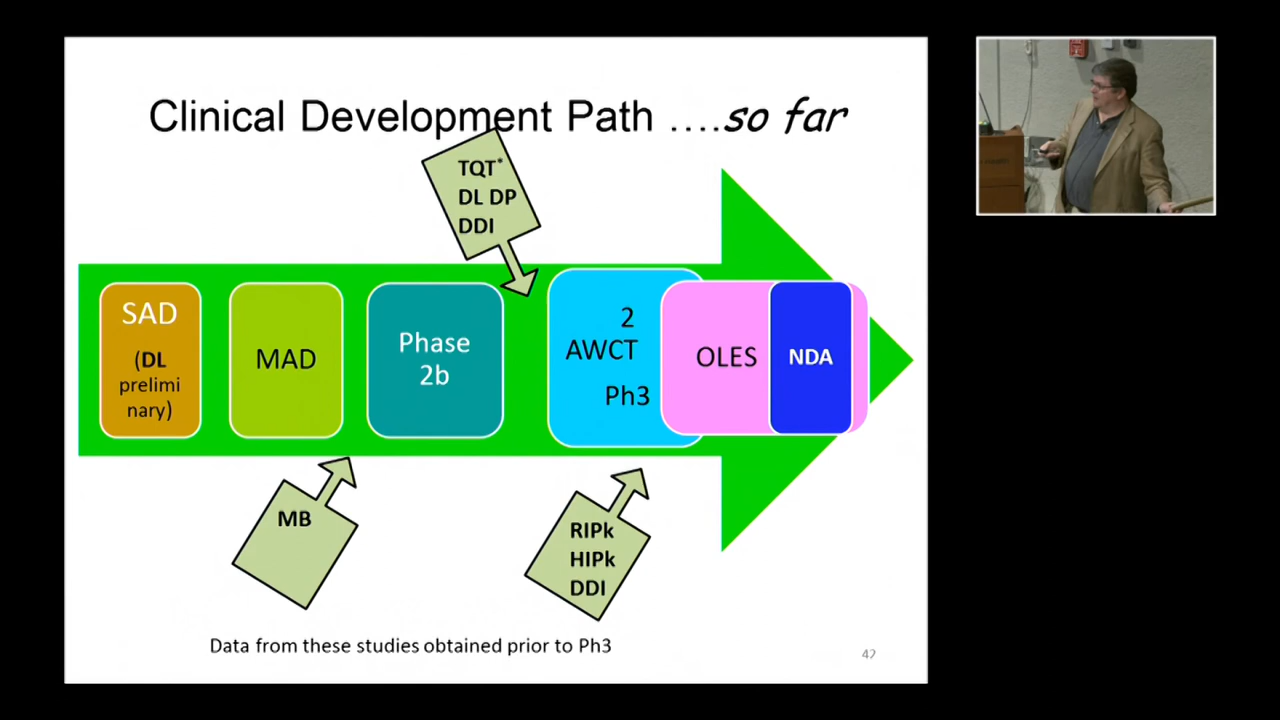 Clinical Development Path ....so far
TQT*
DL DP
DDI
SAD
(DL
prelimi
nary)
MAD
Phase
2b
2
AWCT
Ph3
OLES
NDA
MB
RIPk
HIPk
DDI
Data from these studies obtained prior to Ph3
42